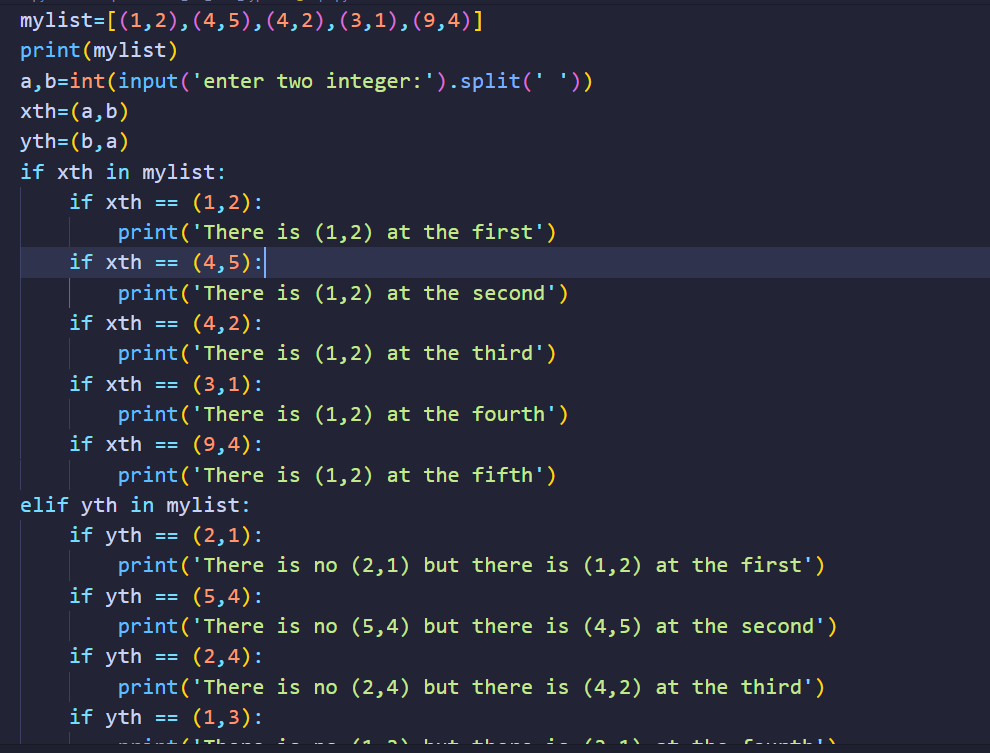 mylist=[(1,2),(4,5),(4,2),(3,1),(9,4)]
print(mylist)
a,b=int(input('enter two integer:').split(' '))
xth=(a,b)
yth=(b,a)
if xth in mylist:
    if xth == (1,2):
        print('There is (1,2) at the first')
    if xth == (4,5):
        print('There is (1,2) at the second')
    if xth == (4,2):
        print('There is (1,2) at the third')
    if xth == (3,1):
        print('There is (1,2) at the fourth')
    if xth == (9,4):
        print('There is (1,2) at the fifth')
elif yth in mylist:
    if yth == (2,1):
        print('There is no (2,1) but there is (1,2) at the first')
    if yth == (5,4):
        print('There is no (5,4) but there is (4,5) at the second')
    if yth == (2,4):
        print('There is no (2,4) but there is (4,2) at the third')
    if yth == (1,3):